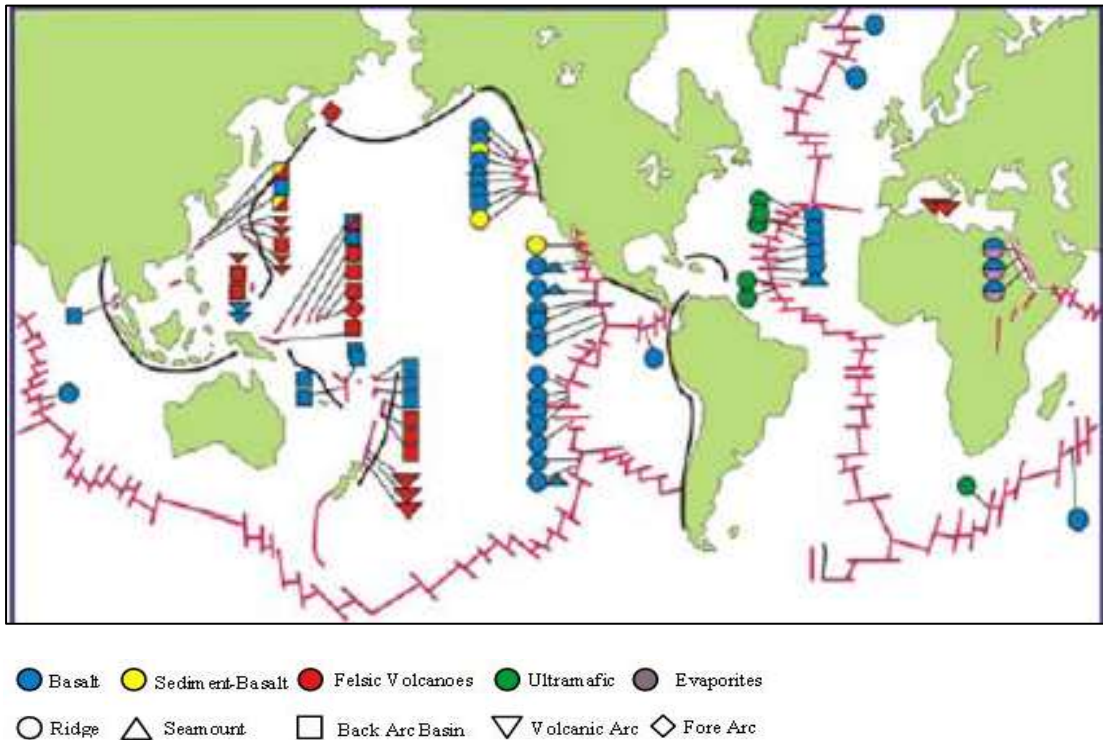 Basalt Sediment-Basalt Felsic Volcanoes Ultramafic Evaporites
Ridge Seamount Back Arc Basin Volcanic Arc Fore Arc